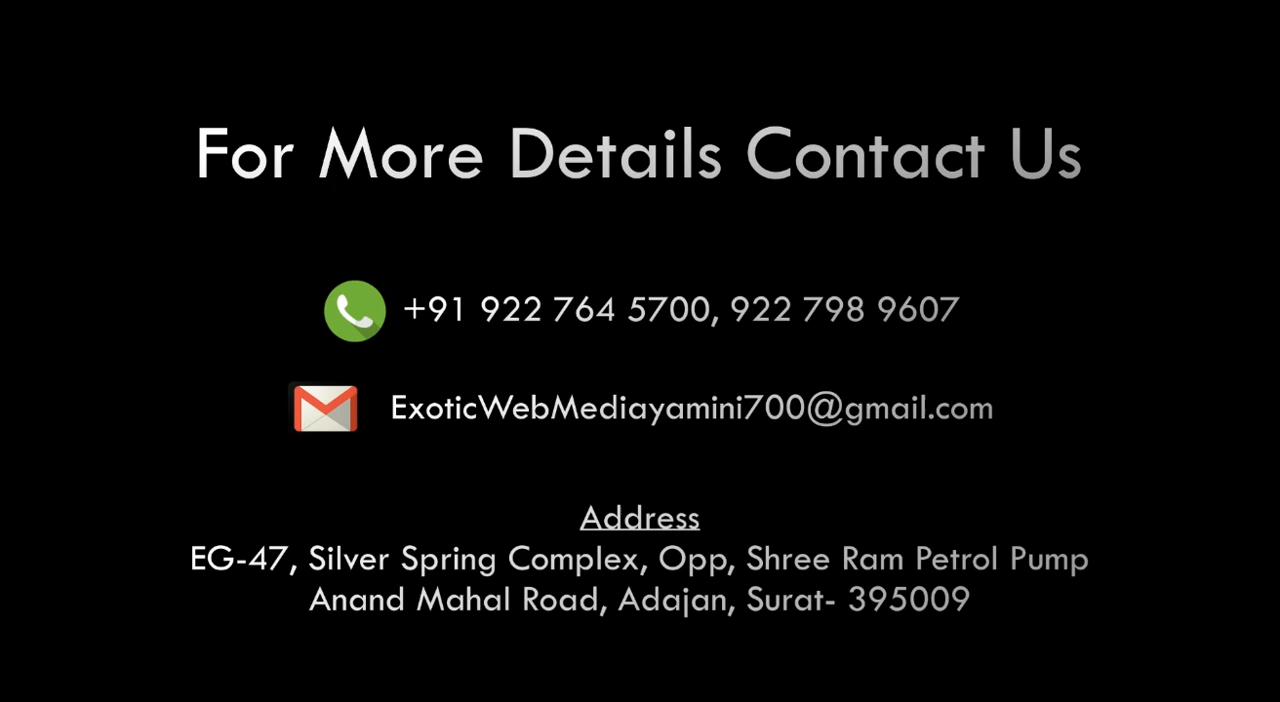 For More Details Contact Us
+91 922 764 5700, 922 798 9607
ExoticWebMediayamini700@gmail.com
Address
EG-47, Silver Spring Complex, Opp, Shree Ram Petrol Pump
Anand Mahal Road, Adajan, Surat- 395009